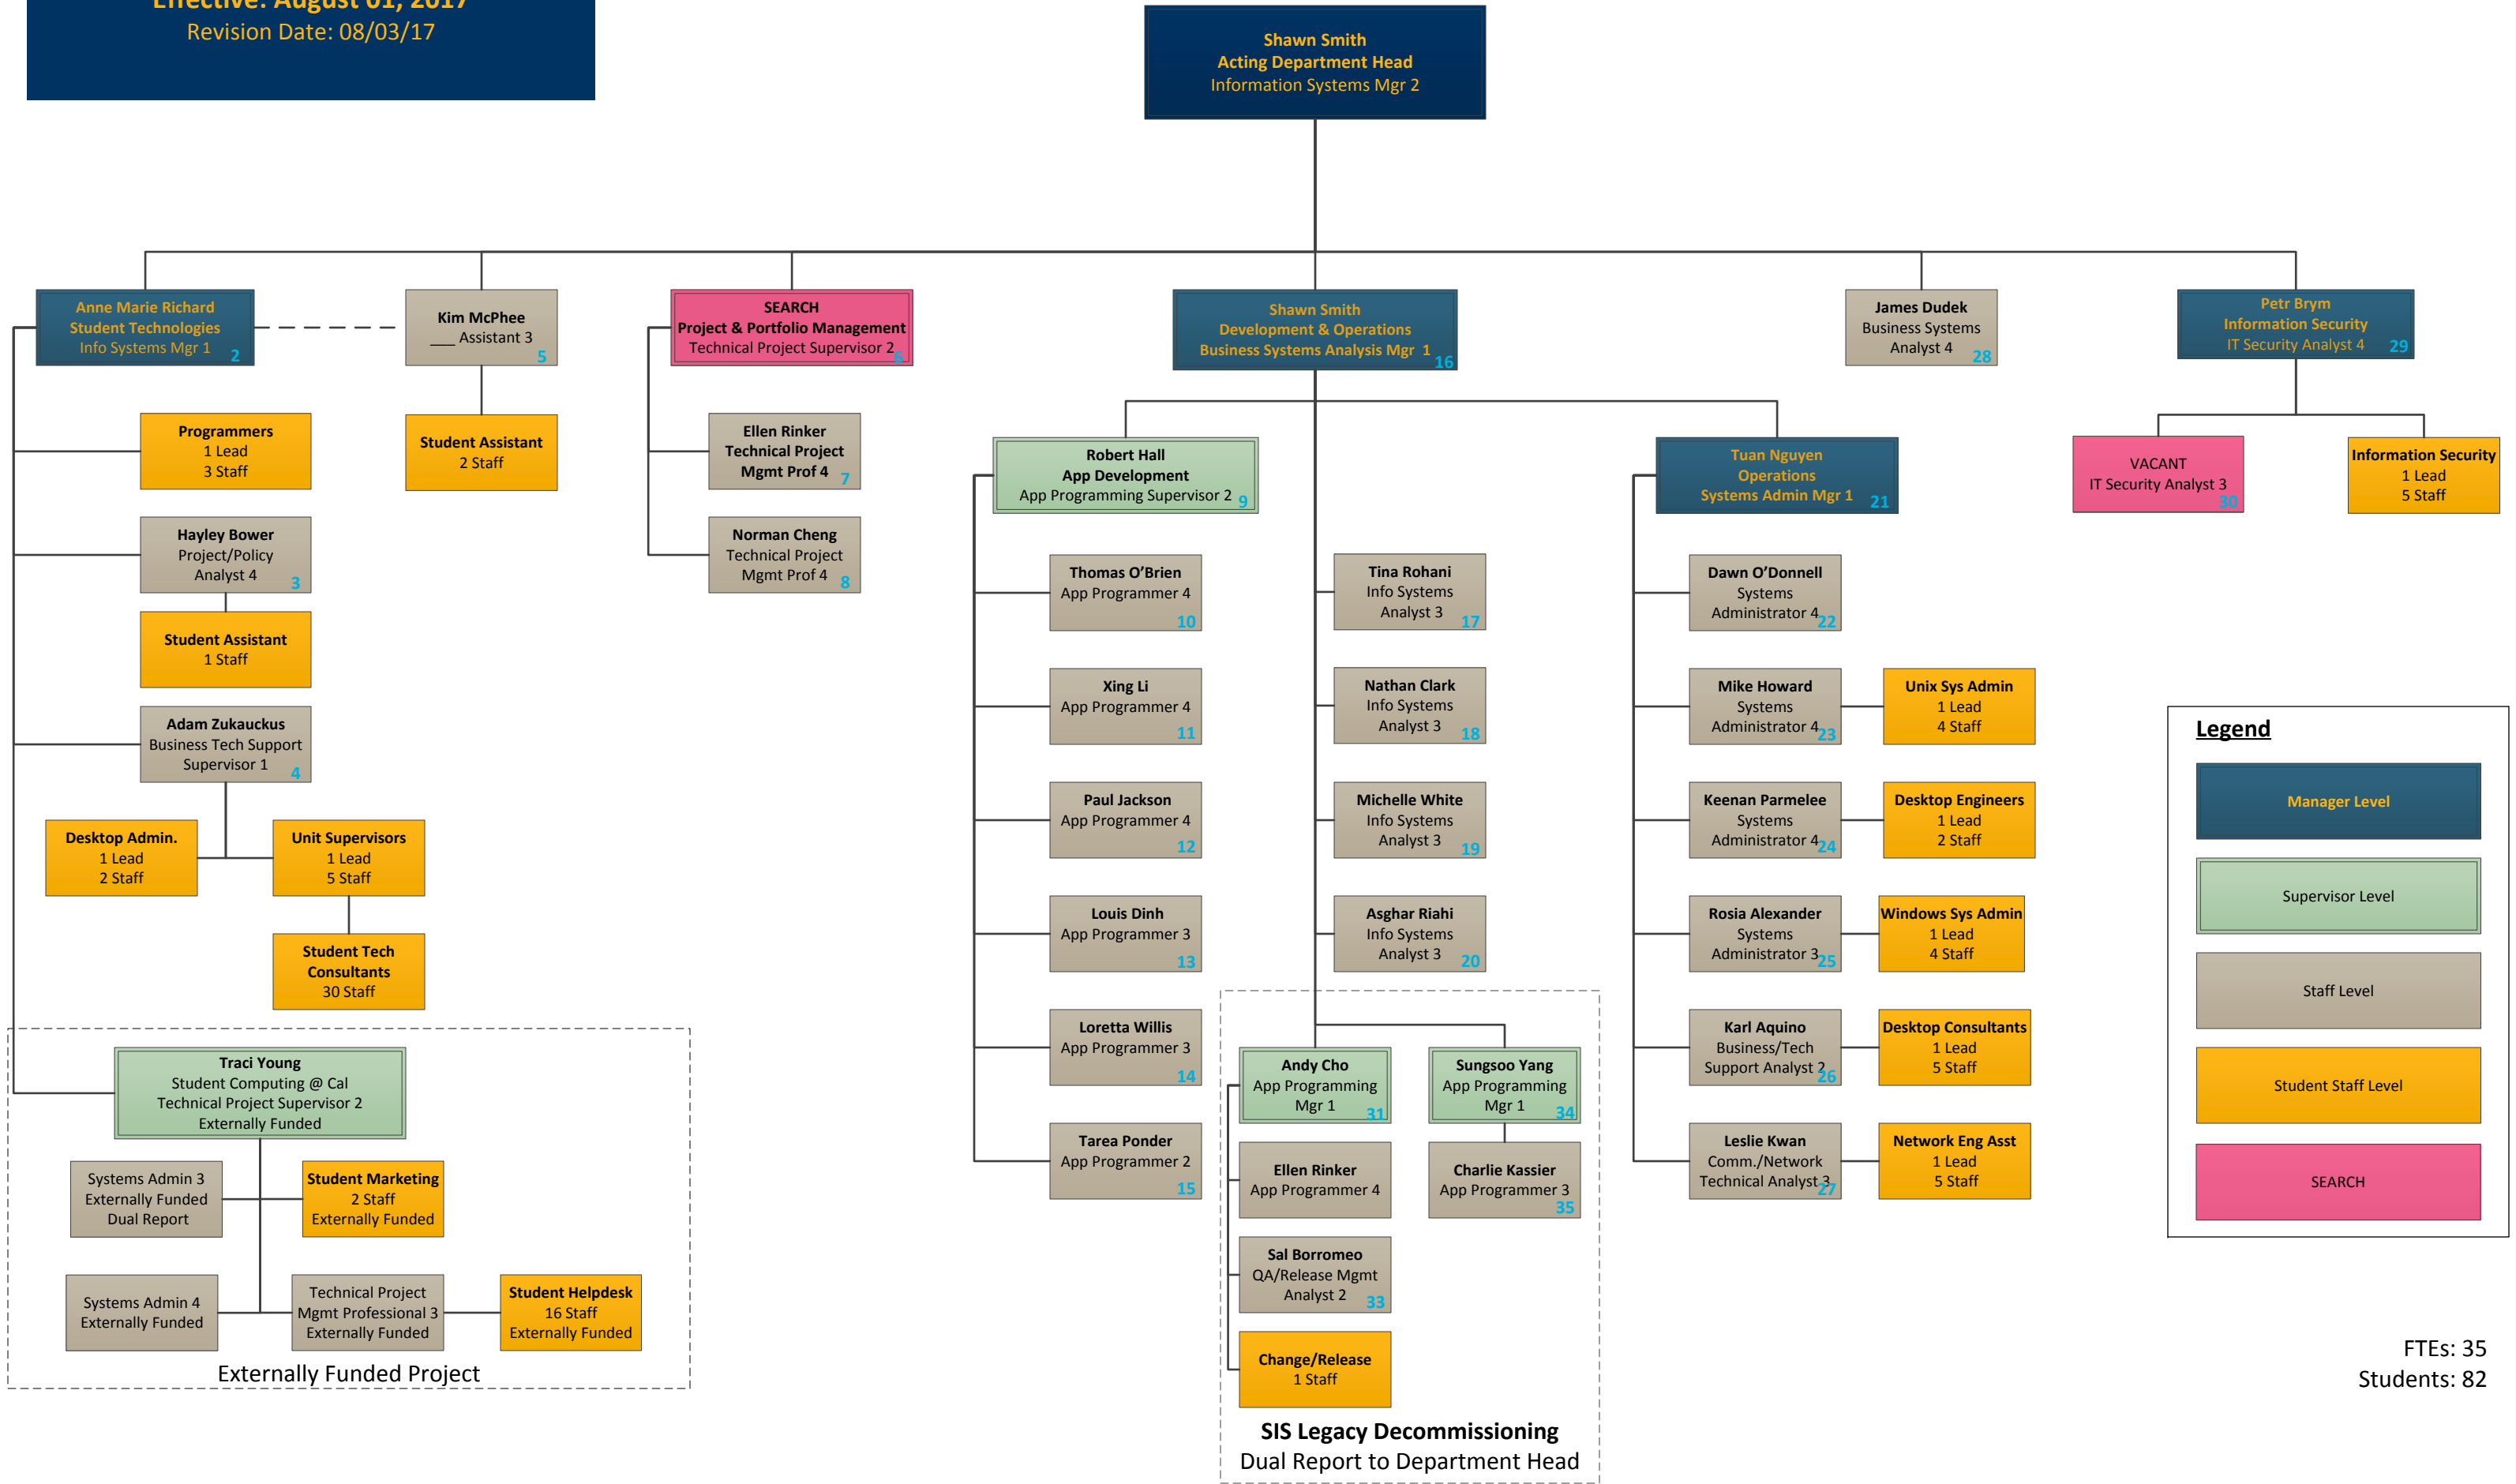 Effective: August 01, 2017
Revision Date: 08/03/17
Shawn Smith
Acting Department Head
Information Systems Mgr 2
Anne Marie Richard
Student Technologies
Info Systems Mgr 1
2
Kim McPhee
___ Assistant 3
5
SEARCH
Project & Portfolio Management
Technical Project Supervisor 2
6
Shawn Smith
Development & Operations
Business Systems Analysis Mgr 1
16
James Dudek
Business Systems
Analyst 4
28
Petr Brym
Information Security
IT Security Analyst 4
29
Programmers
1 Lead
3 Staff
Hayley Bower
Project/Policy
Analyst 4
3
Student Assistant
1 Staff
Adam Zukauckus
Business Tech Support
Supervisor 1
4
Desktop Admin.
1 Lead
2 Staff
Unit Supervisors
1 Lead
5 Staff
Student Tech
Consultants
30 Staff
Traci Young
Student Computing @ Cal
Technical Project Supervisor 2
Externally Funded
Systems Admin 3
Externally Funded
Dual Report
Student Marketing
2 Staff
Externally Funded
Systems Admin 4
Externally Funded
Technical Project
Mgmt Professional 3
Externally Funded
Student Helpdesk
16 Staff
Externally Funded
Externally Funded Project
Student Assistant
2 Staff
Ellen Rinker
Technical Project
Mgmt Prof 4
7
Norman Cheng
Technical Project
Mgmt Prof 4
8
Robert Hall
App Development
App Programming Supervisor 2
9
Thomas O’Brien
App Programmer 4
10
Xing Li
App Programmer 4
11
Paul Jackson
App Programmer 4
12
Louis Dinh
App Programmer 3
13
Loretta Willis
App Programmer 3
14
Tarea Ponder
App Programmer 2
15
Tina Rohani
Info Systems
Analyst 3
17
Nathan Clark
Info Systems
Analyst 3
18
Michelle White
Info Systems
Analyst 3
19
Asghar Riahi
Info Systems
Analyst 3
20
Andy Cho
App Programming
Mgr 1
31
Ellen Rinker
App Programmer 4
Sal Borromeo
QA/Release Mgmt
Analyst 2
33
Change/Release
1 Staff
Sungsoo Yang
App Programming
Mgr 1
34
Charlie Kassier
App Programmer 3
35
SIS Legacy Decommissioning
Dual Report to Department Head
Tuan Nguyen
Operations
Systems Admin Mgr 1
21
Dawn O’Donnell
Systems
Administrator 4
22
Mike Howard
Systems
Administrator 4
23
Unix Sys Admin
1 Lead
4 Staff
Keenan Parmelee
Systems
Administrator 4
24
Desktop Engineers
1 Lead
2 Staff
Rosia Alexander
Systems
Administrator 3
25
Windows Sys Admin
1 Lead
4 Staff
Karl Aquino
Business/Tech
Support Analyst 2
26
Desktop Consultants
1 Lead
5 Staff
Leslie Kwan
Comm./Network
Technical Analyst 3
27
Network Eng Asst
1 Lead
5 Staff
VACANT
IT Security Analyst 3
30
Information Security
1 Lead
5 Staff
Legend
Manager Level
Supervisor Level
Staff Level
Student Staff Level
SEARCH
FTEs: 35
Students: 82